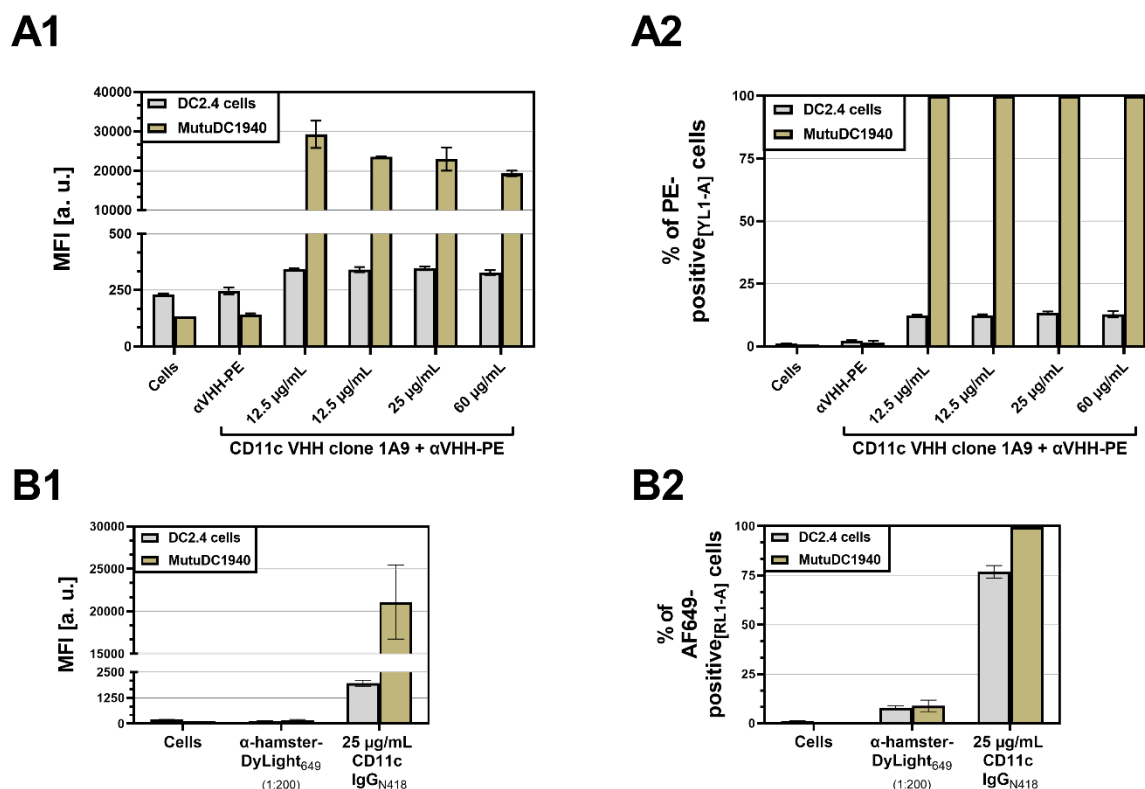 A1
A2
DC2.4 cells
MutuDC1940
MFI [a. u.]
40000
30000
20000
10000
500
250
0
Cells
αVHH-PE
12.5 µg/mL
12.5 µg/mL
25 µg/mL
60 µg/mL
CD11c VHH clone 1A9 + αVHH-PE
DC2.4 cells
MutuDC1940
% of PE-
positive[YL1-A] cells
100
75
50
25
0
Cells
αVHH-PE
12.5 µg/mL
12.5 µg/mL
25 µg/mL
60 µg/mL
CD11c VHH clone 1A9 + αVHH-PE
B1
B2
DC2.4 cells
MutuDC1940
MFI [a. u.]
30000
25000
20000
15000
2500
1250
0
Cells
α-hamster-
DyLight649
(1:200)
25 µg/mL
CD11c
IgGN418
DC2.4 cells
MutuDC1940
% of
AF649-
positive[RL1-A] cells
100
75
50
25
0
Cells
α-hamster-
DyLight649
(1:200)
25 µg/mL
CD11c
IgGN418